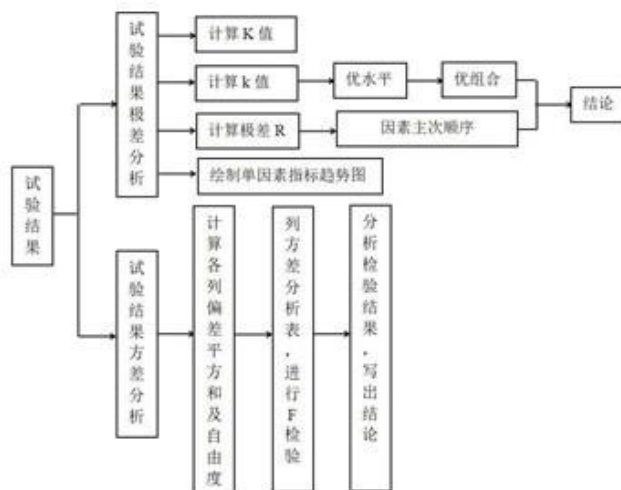 试验结果
试验结果极差分析
计算 K 值
计算 k 值
优水平
优组合
计算极差 R
因素主次顺序
结论
绘制单因素指标趋势图
试验结果方差分析
计算各列偏差平方和及自由度
列方差分析表，进行F检验
分析检验结果，写出结论